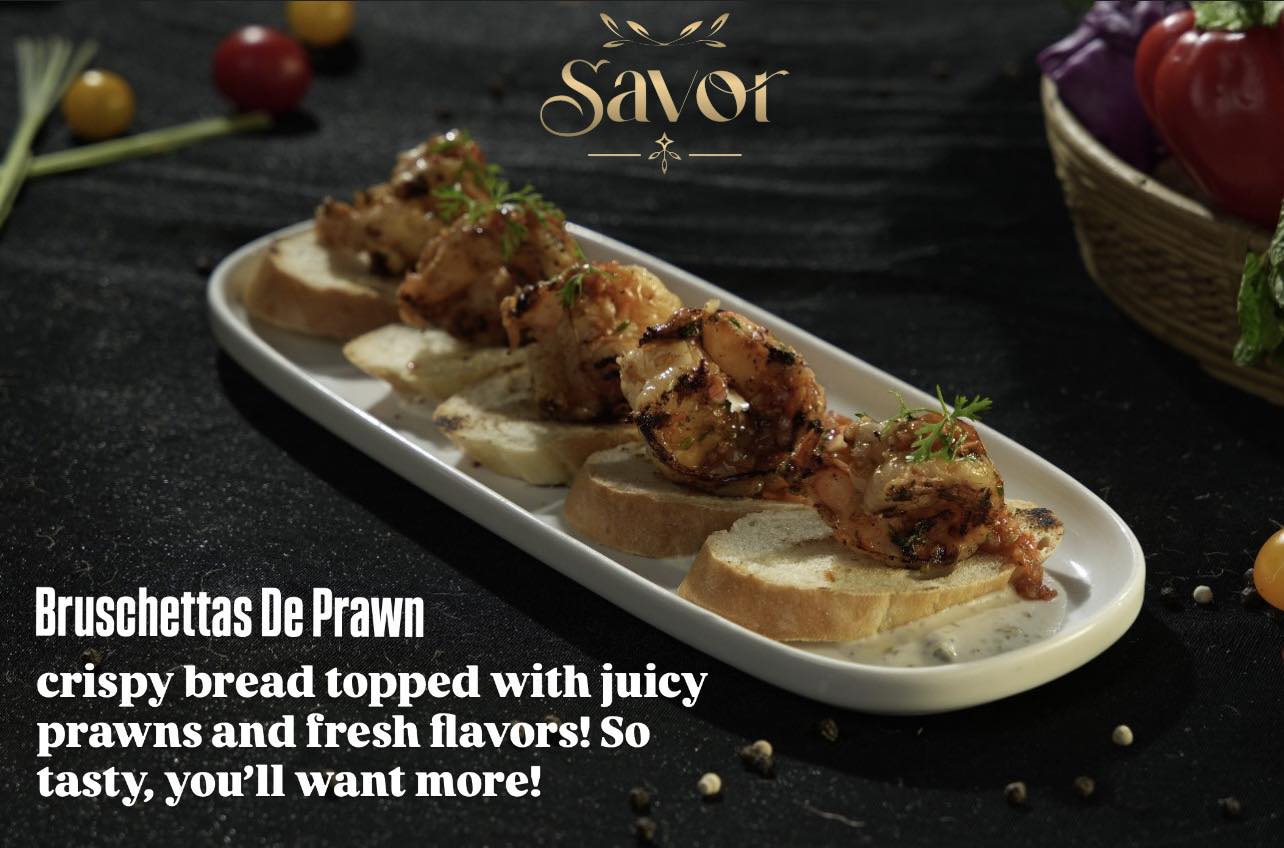 Savor
Bruschettas De Prawn
crispy bread topped with juicy
prawns and fresh flavors! So
tasty, you'll want more!